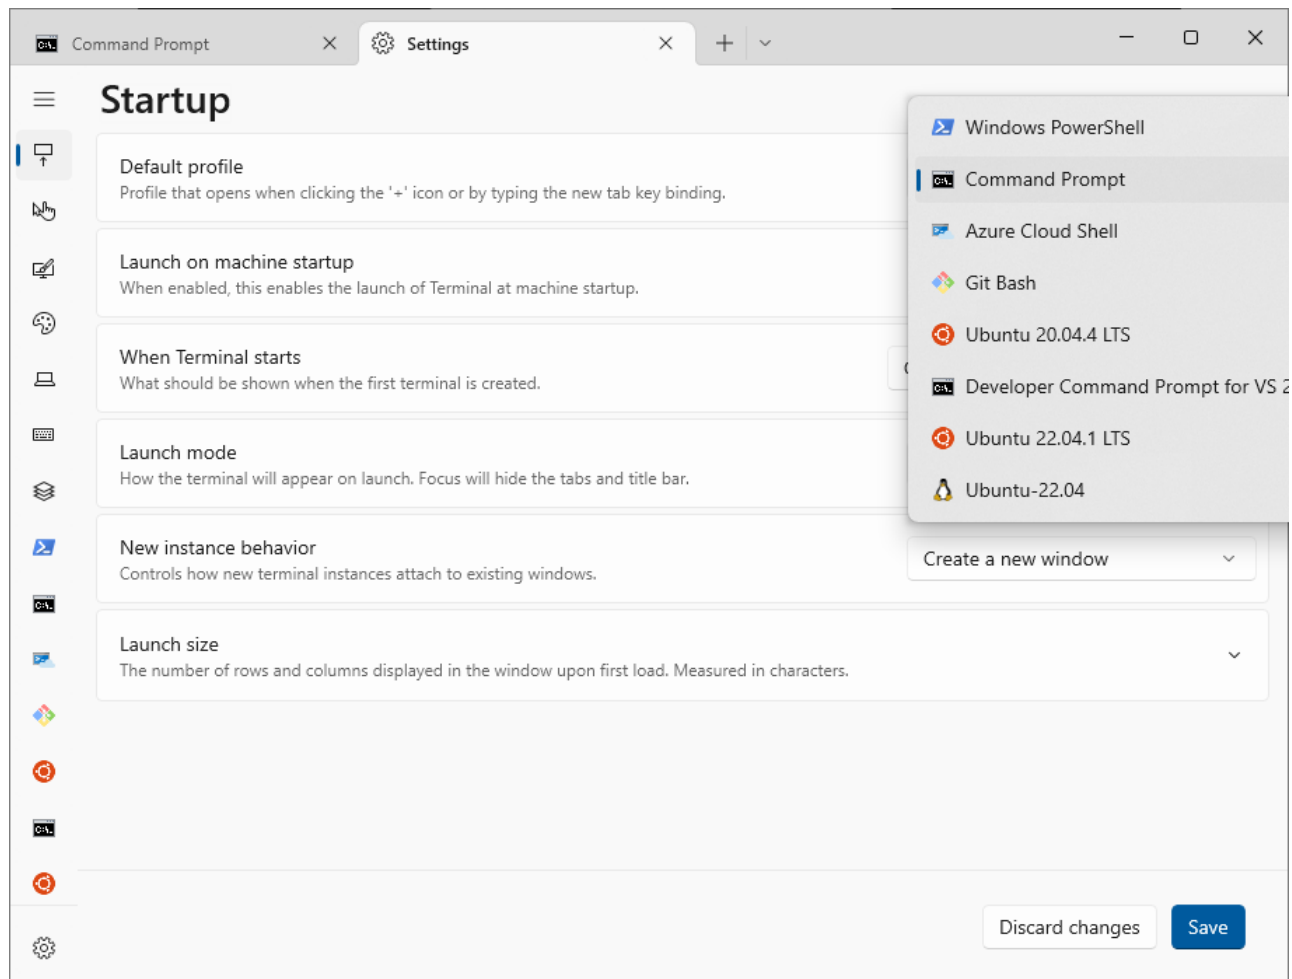 Command Prompt
Settings
Startup
Default profile
Profile that opens when clicking the '+' icon or by typing the new tab key binding.
Launch on machine startup
When enabled, this enables the launch of Terminal at machine startup.
When Terminal starts
What should be shown when the first terminal is created.
Launch mode
How the terminal will appear on launch. Focus will hide the tabs and title bar.
New instance behavior
Controls how new terminal instances attach to existing windows.
Create a new window
Launch size
The number of rows and columns displayed in the window upon first load. Measured in characters.
Windows PowerShell
Command Prompt
Azure Cloud Shell
Git Bash
Ubuntu 20.04.4 LTS
Developer Command Prompt for VS 2
Ubuntu 22.04.1 LTS
Ubuntu-22.04
Discard changes
Save